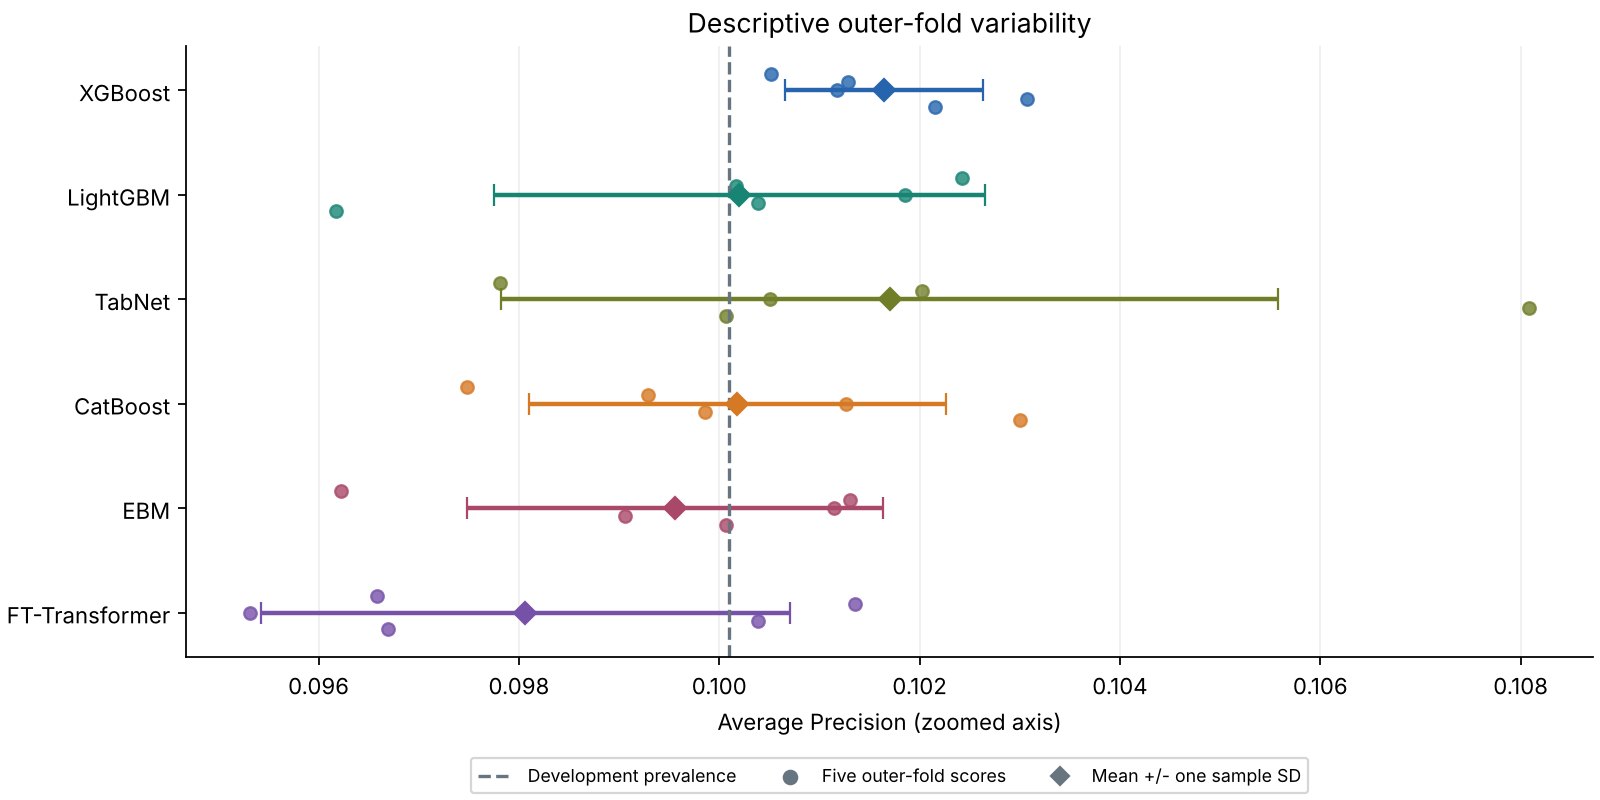 Descriptive outer-fold variability
XGBoost
LightGBM
TabNet
CatBoost
EBM
FT-Transformer
0.096 0.098 0.100 0.102 0.104 0.106 0.108
Average Precision (zoomed axis)
Development prevalence Five outer-fold scores Mean +/- one sample SD